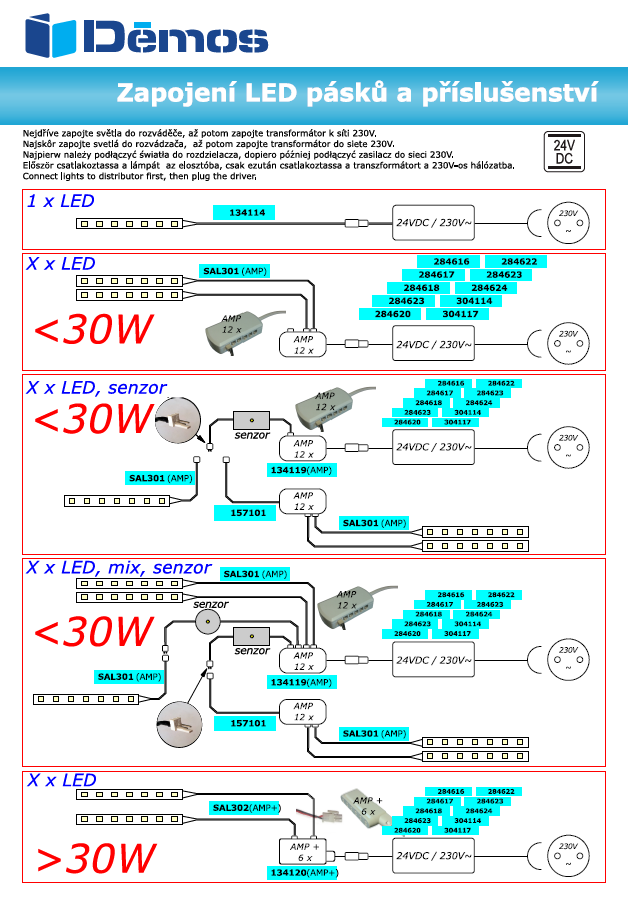 Dēmos
Zapojení LED pásků a příslušenství
Nejdříve zapojte světla do rozváděče, až potom zapojte transformátor k síti 230V.
Najskôr zapojte svetlá do rozvádzača, až potom zapojte transformátor do siete 230V.
Najpierw należy podłączyć światła do rozdzielacza, dopiero później podłączyć zasilacz do sieci 230V.
Először csatlakoztassa a lámpát az elosztóba, csak ezután csatlakoztassa a transzformátort a 230V-os hálózatba.
Connect lights to distributor first, then plug the driver.
24V
DC
1 x LED
134114
24VDC / 230V~
230V
~
X x LED
SAL301 (AMP)
284616 284622
284617 284623
284618 284624
284623 304114
284620 304117
<30W
AMP
12 x
AMP
12 x
24VDC / 230V~
230V
~
X x LED, senzor
<30W
senzor
AMP
12 x
284616 284622
284617 284623
284618 284624
284623 304114
284620 304117
AMP
12 x
24VDC / 230V~
230V
~
134119(AMP)
SAL301 (AMP)
157101
AMP
12 x
SAL301 (AMP)
X x LED, mix, senzor
SAL301 (AMP)
<30W
senzor
senzor
AMP
12 x
284616 284622
284617 284623
284618 284624
284623 304114
284620 304117
AMP
12 x
24VDC / 230V~
230V
~
SAL301 (AMP)
134119(AMP)
157101
AMP
12 x
SAL301 (AMP)
X x LED
SAL302(AMP+)
AMP +
6 x
284616 284622
284617 284623
284618 284624
284623 304114
284620 304117
>30W
AMP +
6 x
24VDC / 230V~
230V
~
134120(AMP+)